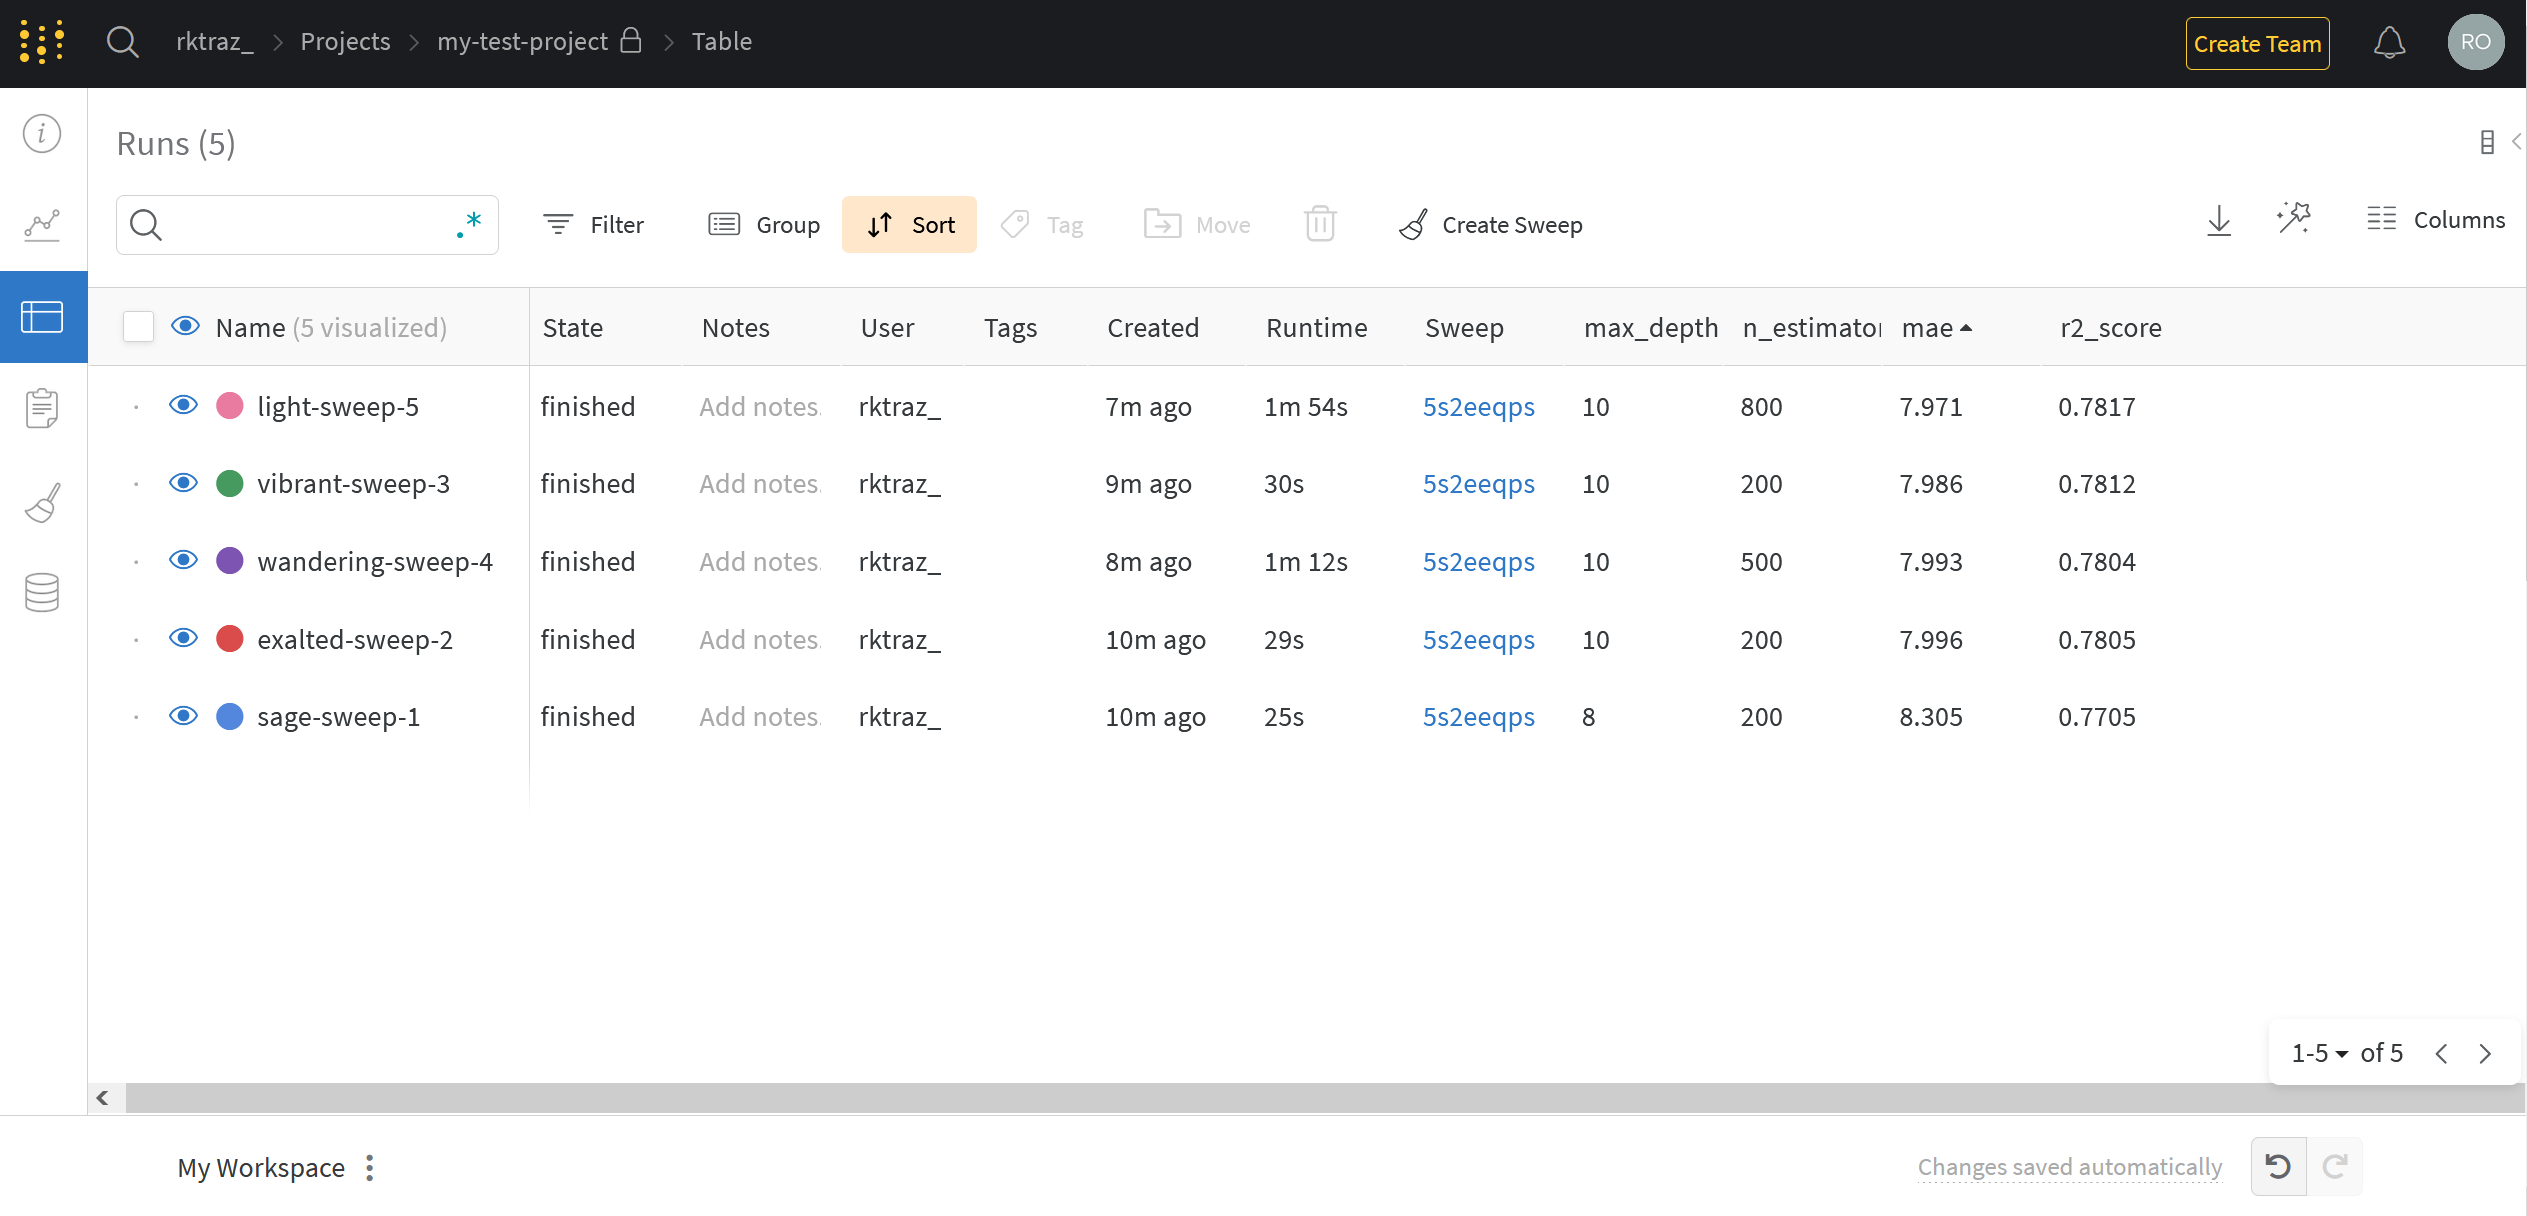 rktraz_ > Projects > my-test-project > Table
Create Team
RO
Runs (5)
.* Filter Group Sort Tag Move Create Sweep Columns
Name (5 visualized) State Notes User Tags Created Runtime Sweep max_depth n_estimator mae r2_score
light-sweep-5 finished Add notes. rktraz_ 7m ago 1m 54s 5s2eeqps 10 800 7.971 0.7817
vibrant-sweep-3 finished Add notes. rktraz_ 9m ago 30s 5s2eeqps 10 200 7.986 0.7812
wandering-sweep-4 finished Add notes. rktraz_ 8m ago 1m 12s 5s2eeqps 10 500 7.993 0.7804
exalted-sweep-2 finished Add notes. rktraz_ 10m ago 29s 5s2eeqps 10 200 7.996 0.7805
sage-sweep-1 finished Add notes. rktraz_ 10m ago 25s 5s2eeqps 8 200 8.305 0.7705
1-5 of 5
My Workspace
Changes saved automatically